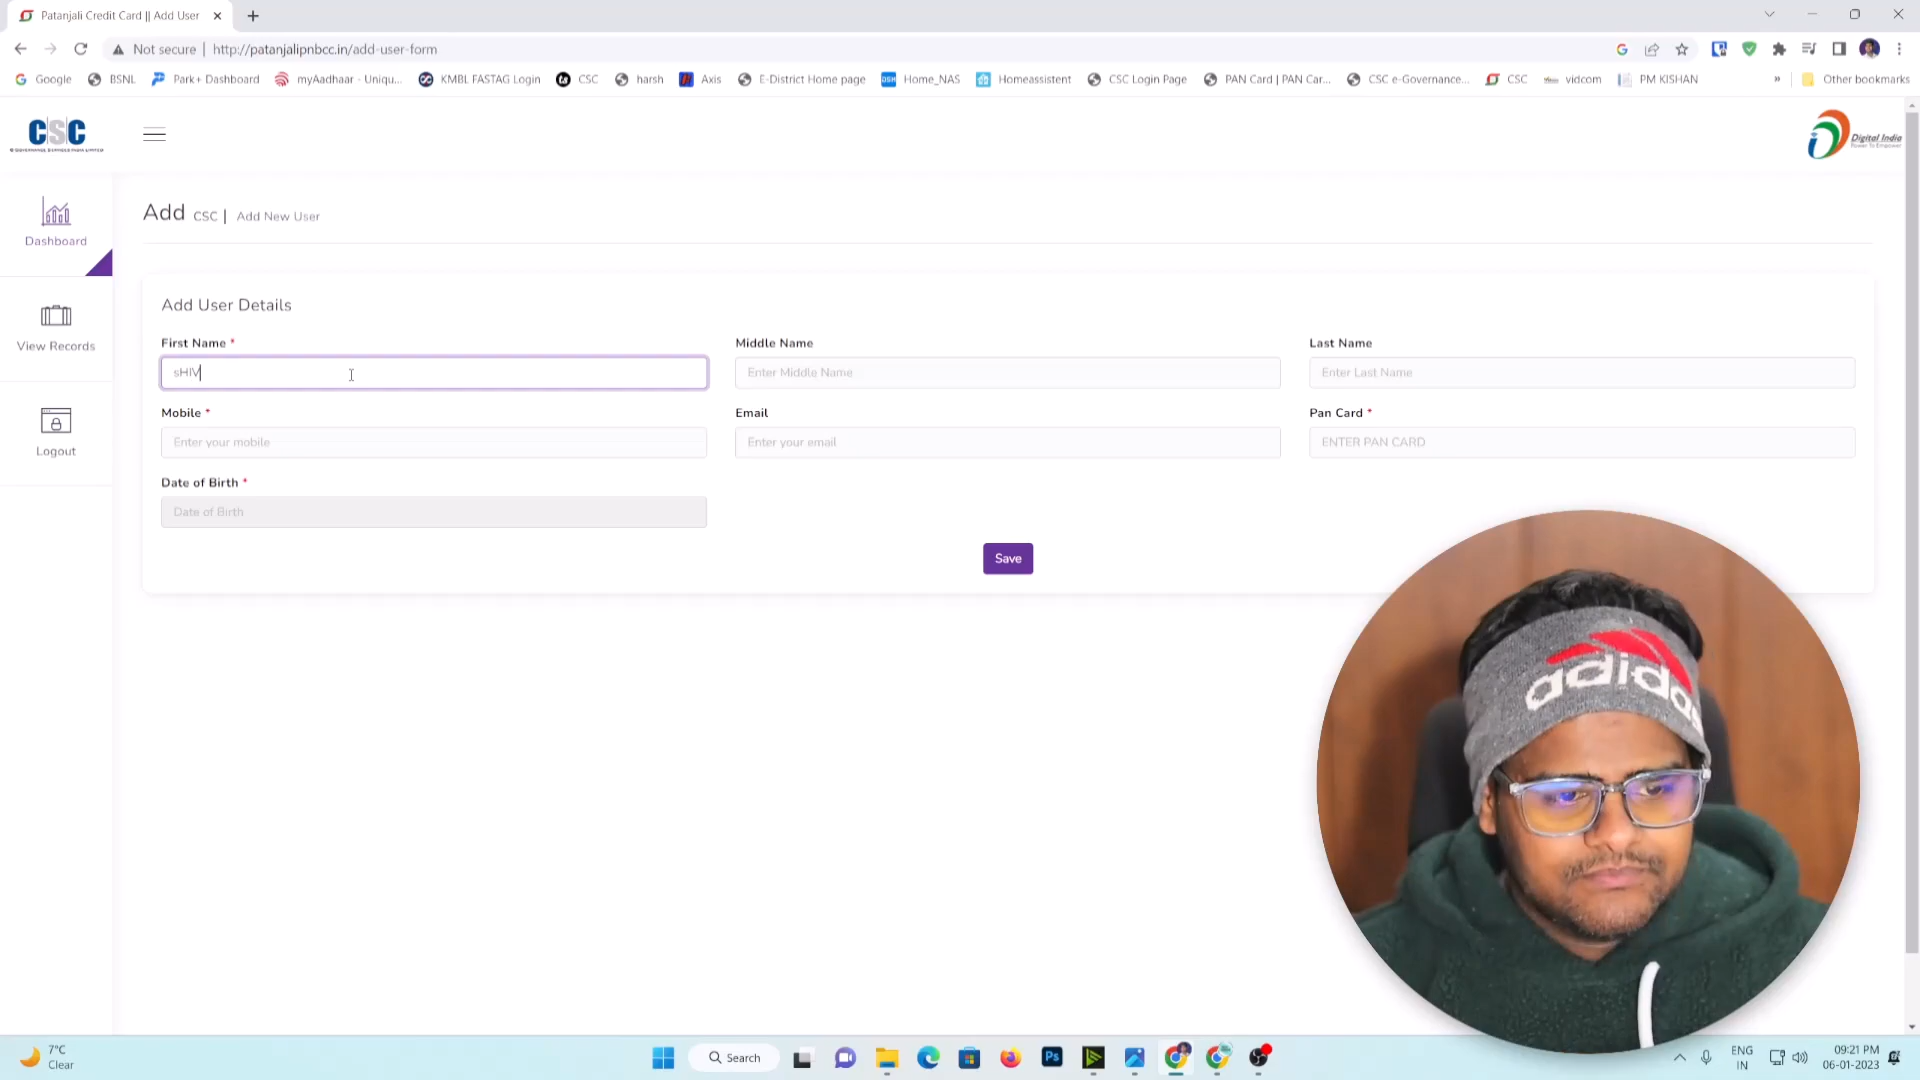 Patanjali Credit Card || Add User
Not secure | http://patanjalipnbcc.in/add-user-form
Google BSNL Park+ Dashboard myAadhaar - Uniqu... KMBL FASTAG Login CSC harsh Axis E-District Home page Home_NAS Homeassistent CSC Login Page PAN Card | PAN Car... CSC e-Governance... CSC vidcom PM KISHAN » Other bookmarks
CSC
Digital India
Power To Empower
Add CSC | Add New User
Dashboard
View Records
Logout
Add User Details
First Name * Middle Name Last Name
sHIV Enter Middle Name Enter Last Name
Mobile * Email Pan Card *
Enter your mobile Enter your email ENTER PAN CARD
Date of Birth *
Date of Birth
Save
adidas
7°C
Clear
Search
Ps
ENG
IN
09:21 PM
06-01-2023